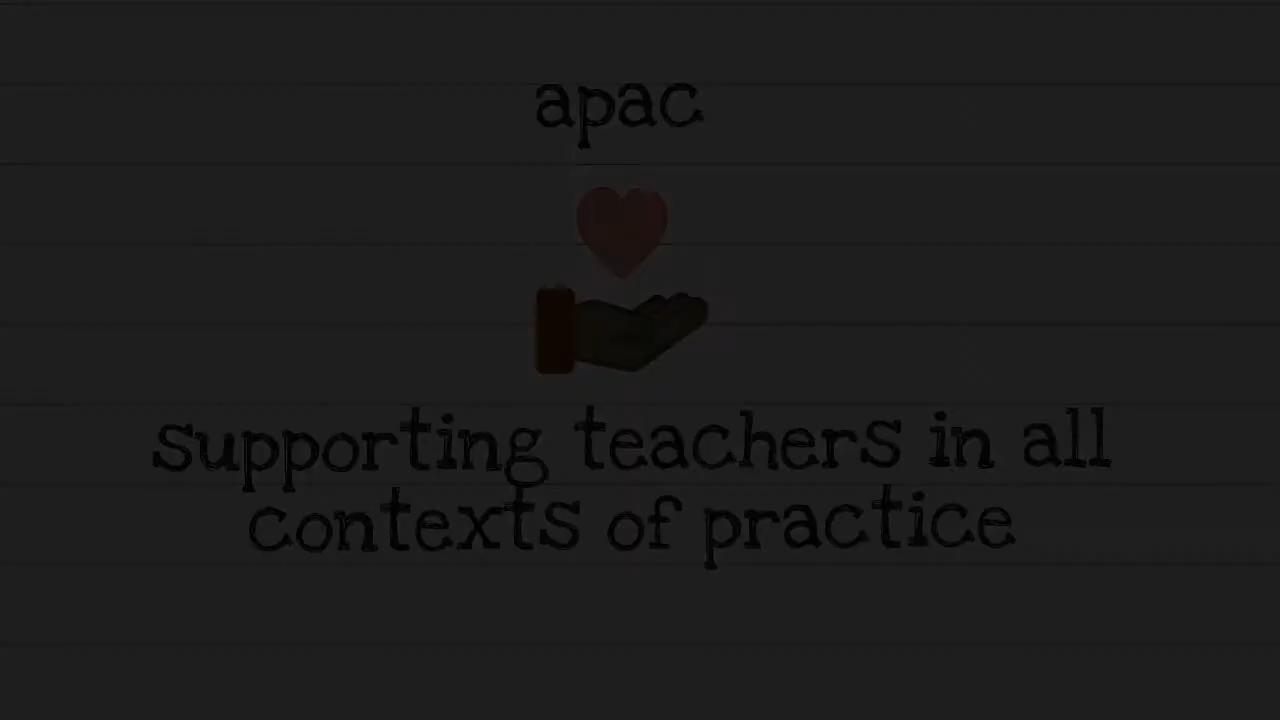 apac
supporting teachers in all
contexts of practice